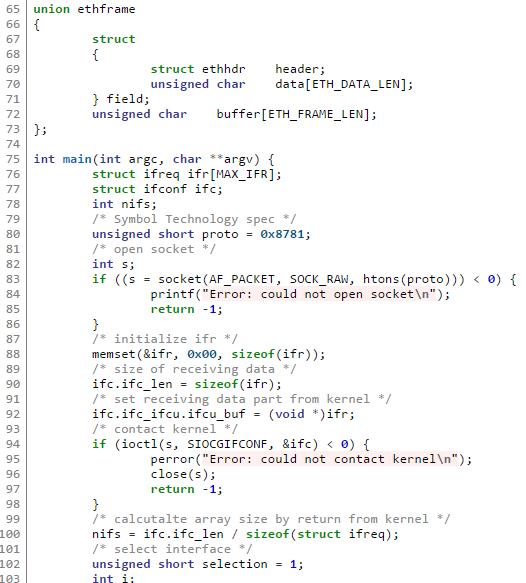 65 union ethframe
66 {
67 struct
68 {
69 struct ethhdr header;
70 unsigned char data[ETH_DATA_LEN];
71 } field;
72 unsigned char buffer[ETH_FRAME_LEN];
73 };
74
75 int main(int argc, char **argv) {
76 struct ifreq ifr[MAX_IFR];
77 struct ifconf ifc;
78 int nifs;
79 /* Symbol Technology spec */
80 unsigned short proto = 0x8781;
81 /* open socket */
82 int s;
83 if ((s = socket(AF_PACKET, SOCK_RAW, htons(proto))) < 0) {
84 printf("Error: could not open socket\n");
85 return -1;
86 }
87 /* initialize ifr */
88 memset(&ifr, 0x00, sizeof(ifr));
89 /* size of receiving data */
90 ifc.ifc_len = sizeof(ifr);
91 /* set receiving data part from kernel */
92 ifc.ifc_ifcu.ifcu_buf = (void *)ifr;
93 /* contact kernel */
94 if (ioctl(s, SIOCGIFCONF, &ifc) < 0) {
95 perror("Error: could not contact kernel\n");
96 close(s);
97 return -1;
98 }
99 /* calcutalte array size by return from kernel */
100 nifs = ifc.ifc_len / sizeof(struct ifreq);
101 /* select interface */
102 unsigned short selection = 1;
103 int i;